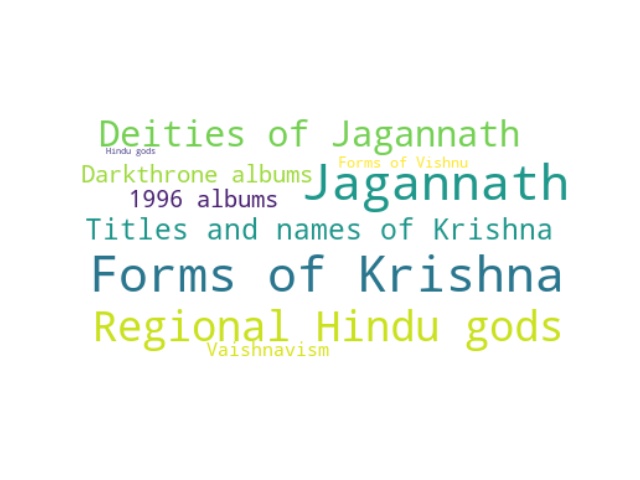 Deities of Jagannath
Hindu gods
Forms of Vishnu
Darkthrone albums
Jagannath
1996 albums
Titles and names of Krishna
Forms of Krishna
Regional Hindu gods
Vaishnavism